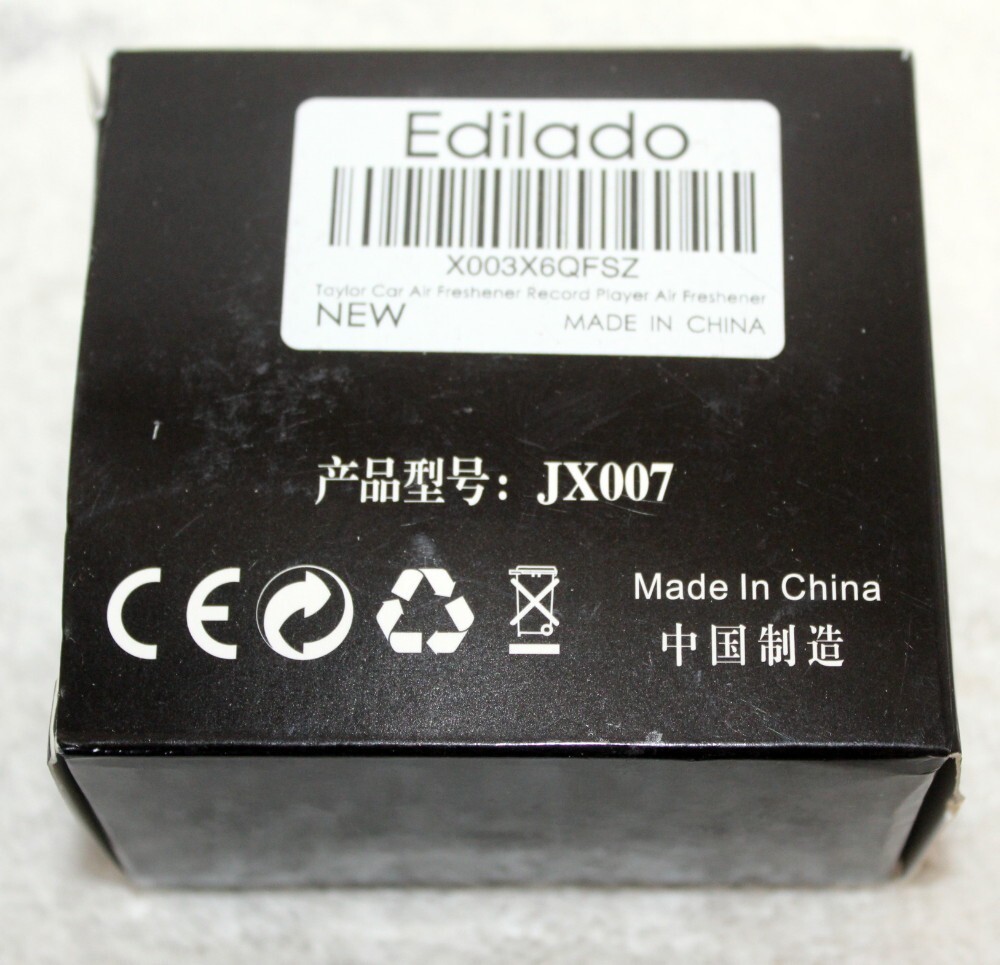 Edilado
X003X6QFSZ
Taylor Car Air Freshener Record Player Air Freshener
NEW MADE IN CHINA
产品型号：JX007
CE
Made In China
中国制造